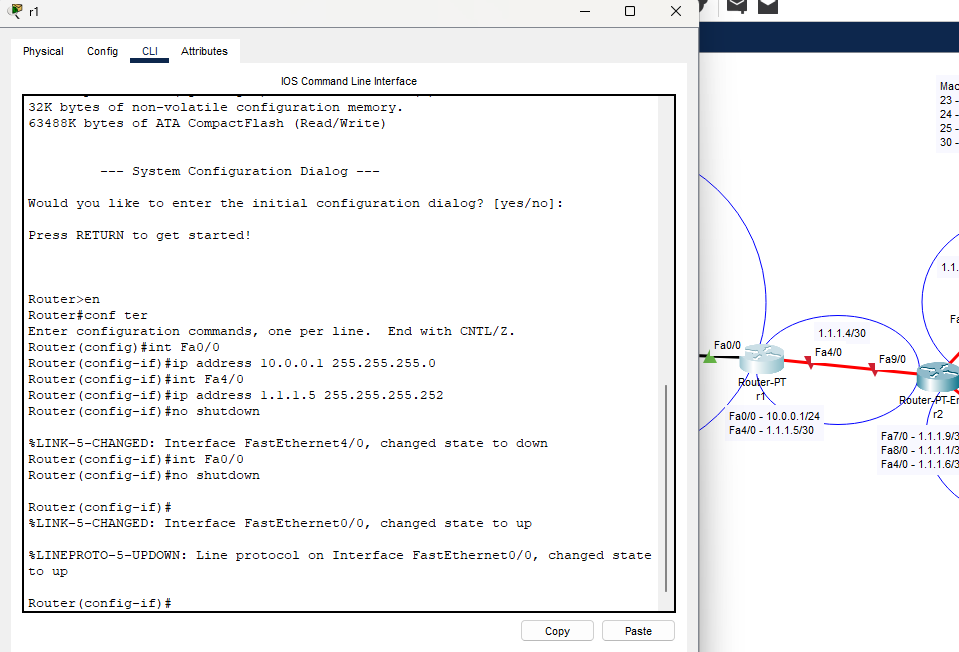 r1
Physical Config CLI Attributes
IOS Command Line Interface
32K bytes of non-volatile configuration memory.
63488K bytes of ATA CompactFlash (Read/Write)
--- System Configuration Dialog ---
Would you like to enter the initial configuration dialog? [yes/no]:
Press RETURN to get started!
Router>en
Router#conf ter
Enter configuration commands, one per line.  End with CNTL/Z.
Router(config)#int Fa0/0
Router(config-if)#ip address 10.0.0.1 255.255.255.0
Router(config-if)#int Fa4/0
Router(config-if)#ip address 1.1.1.5 255.255.255.252
Router(config-if)#no shutdown
%LINK-5-CHANGED: Interface FastEthernet4/0, changed state to down
Router(config-if)#int Fa0/0
Router(config-if)#no shutdown
Router(config-if)#
%LINK-5-CHANGED: Interface FastEthernet0/0, changed state to up
%LINEPROTO-5-UPDOWN: Line protocol on Interface FastEthernet0/0, changed state
to up
Router(config-if)#
Copy Paste
Mac
23 -
24 -
25 -
30 -
1.1.
Fa
1.1.1.4/30
Fa0/0
Fa4/0
Fa9/0
Router-PT
r1
Fa0/0 - 10.0.0.1/24
Fa4/0 - 1.1.1.5/30
Router-PT-Em
r2
Fa7/0 - 1.1.1.9/3
Fa8/0 - 1.1.1.1/3
Fa4/0 - 1.1.1.6/3